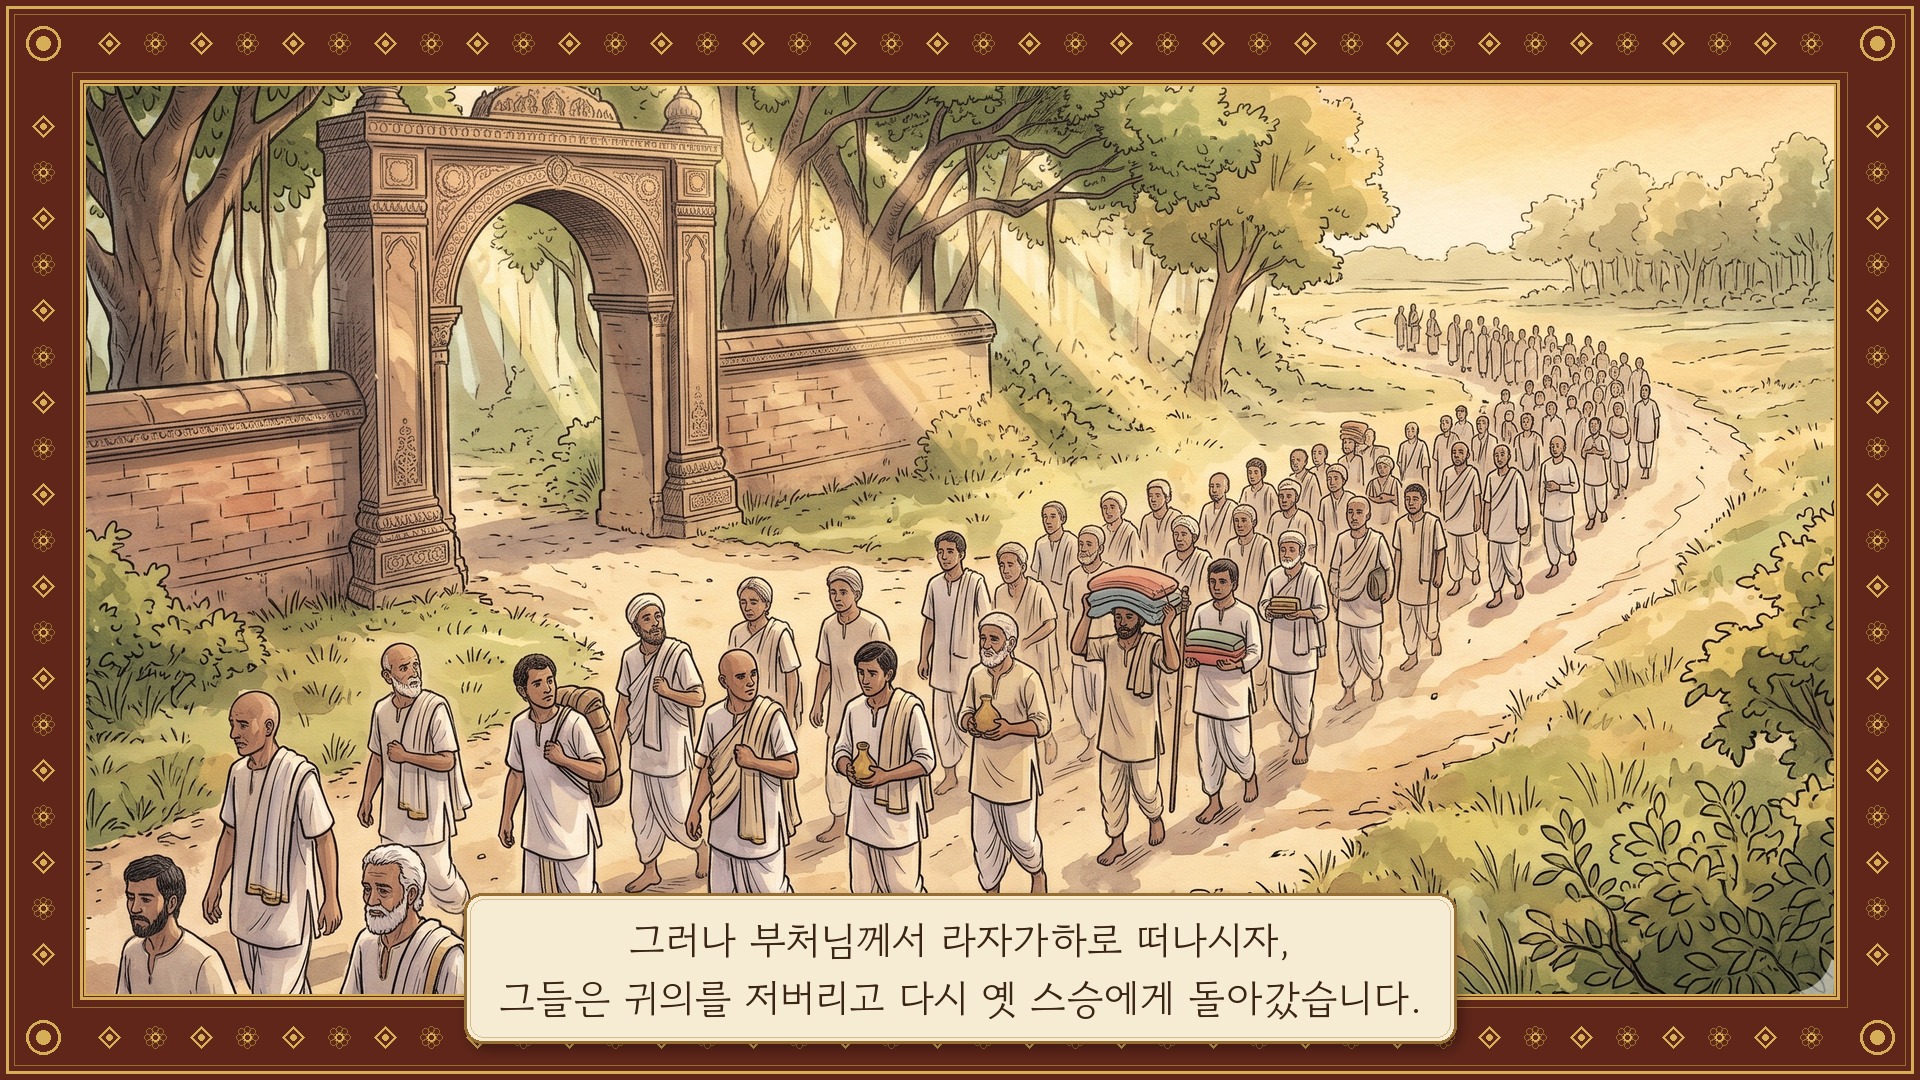 그러나 부처님께서 라자가하로 떠나시자,
그들은 귀의를 저버리고 다시 옛 스승에게 돌아갔습니다.